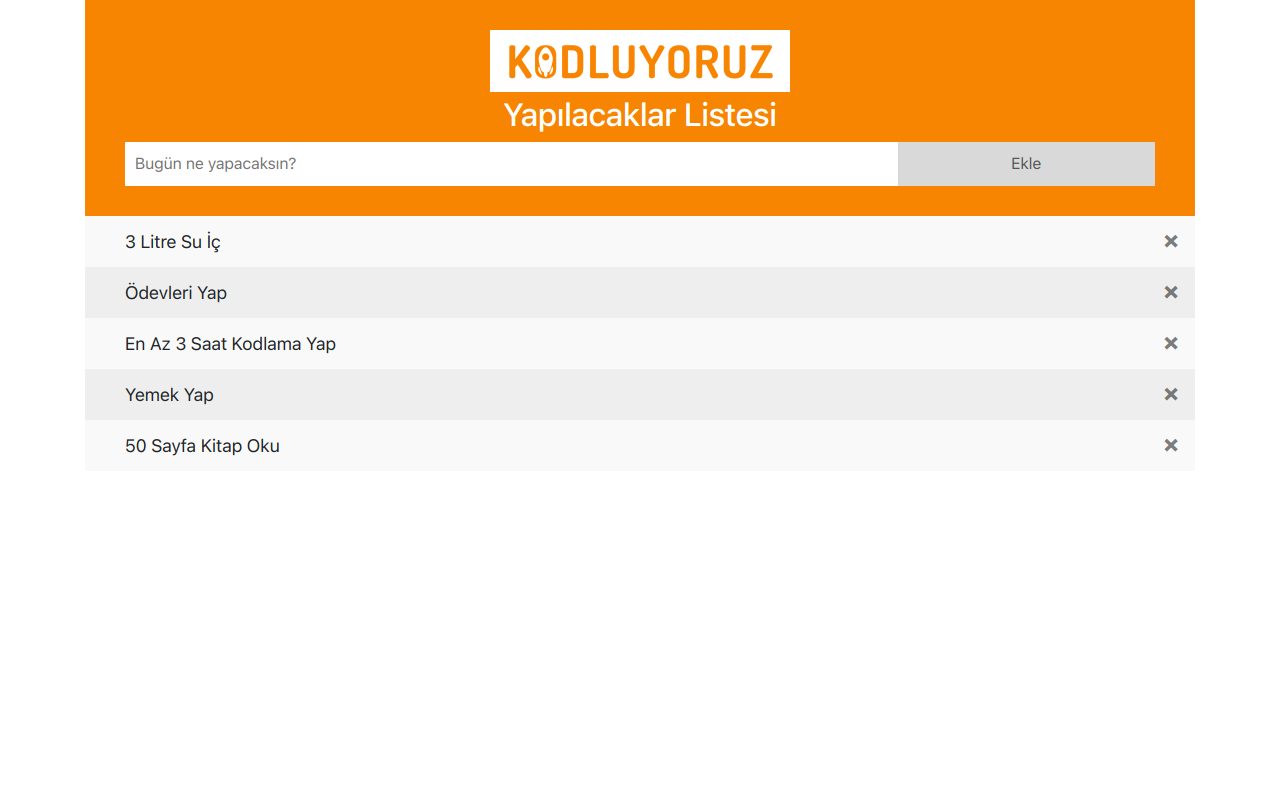 KODLUYORUZ
Yapılacaklar Listesi
Bugün ne yapacaksın?
Ekle
3 Litre Su İç
Ödevleri Yap
En Az 3 Saat Kodlama Yap
Yemek Yap
50 Sayfa Kitap Oku